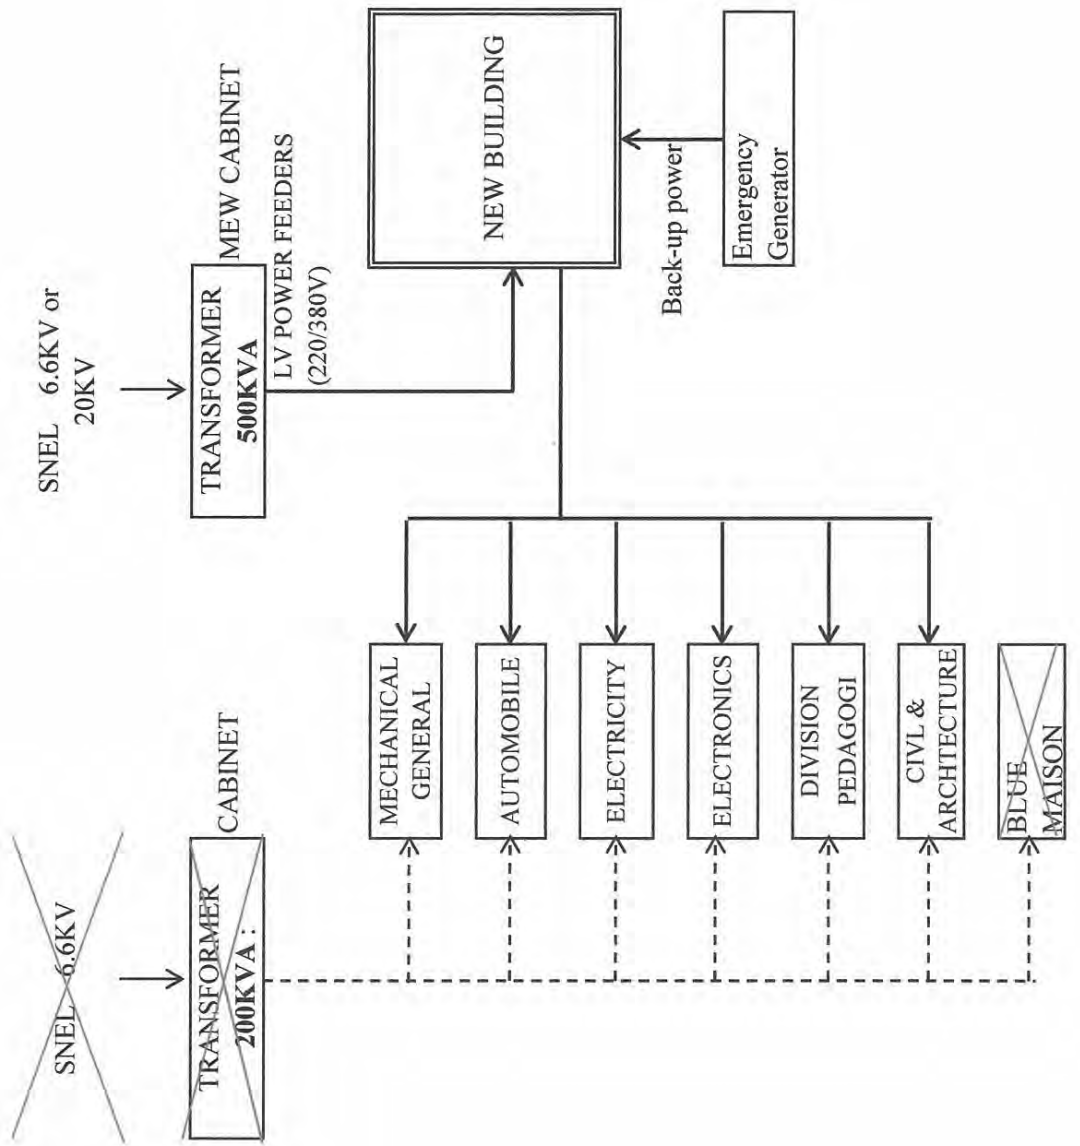 SNEL 6.6KV
TRANSFORMER
200KVA :
CABINET
SNEL 6.6KV or
20KV
TRANSFORMER
500KVA
MEW CABINET
LV POWER FEEDERS
(220/380V)
MECHANICAL
GENERAL
AUTOMOBILE
ELECTRICITY
ELECTRONICS
DIVISION
PEDAGOGI
CIVL &
ARCHTECTURE
BLUE
MAISON
NEW BUILDING
Back-up power
Emergency
Generator